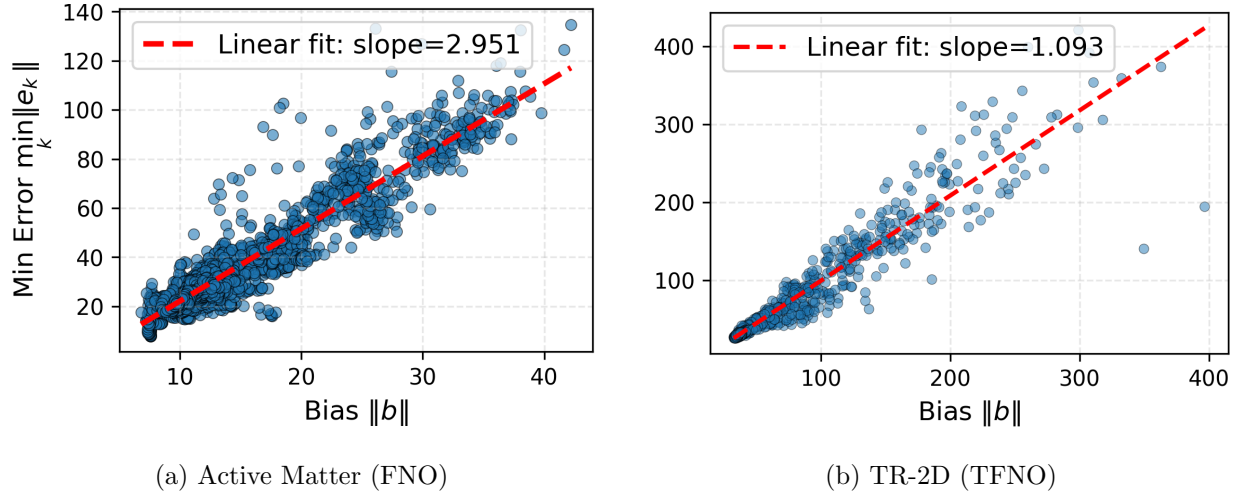 140
120
100
80
60
40
20
Min Error min‖e_k‖
k
Linear fit: slope=2.951
10
20
30
40
Bias ‖b‖
(a) Active Matter (FNO)
400
300
200
100
Linear fit: slope=1.093
100
200
300
400
Bias ‖b‖
(b) TR-2D (TFNO)